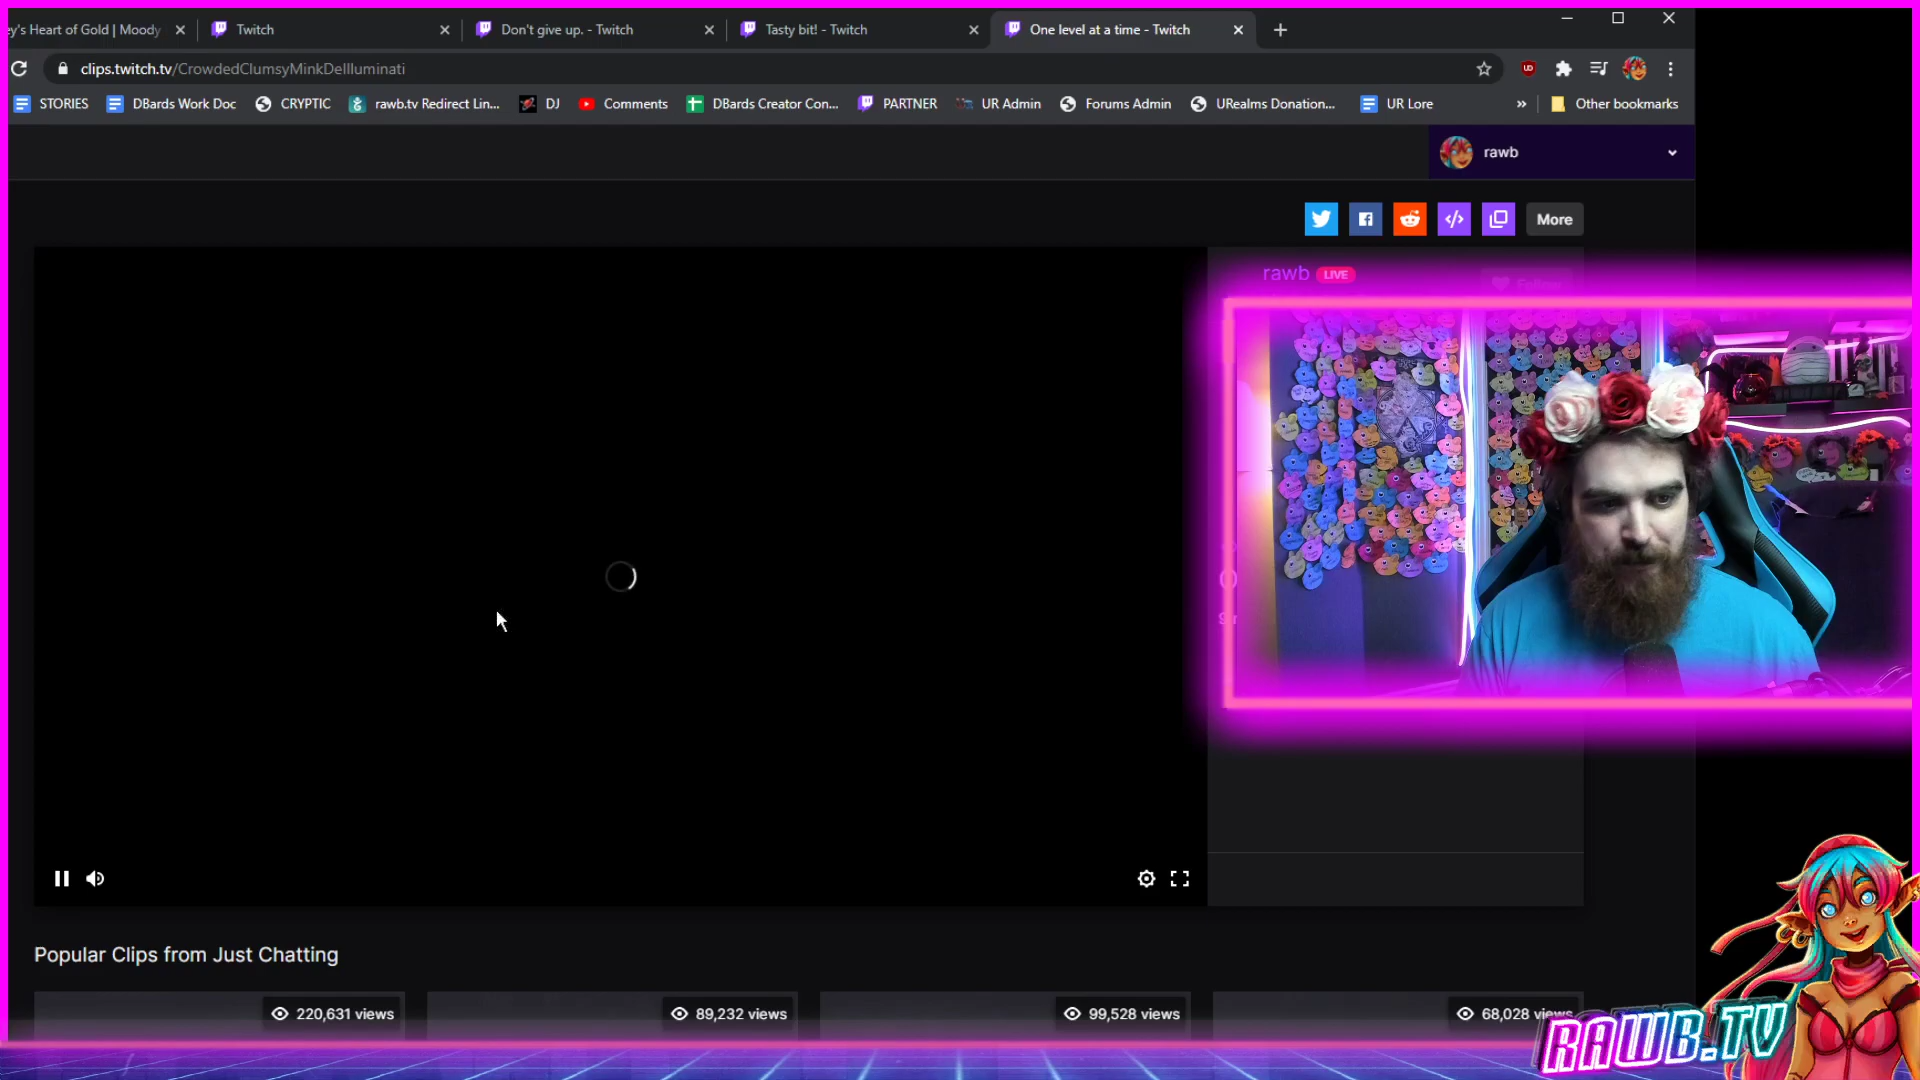 ey's Heart of Gold | Moody
Twitch
Don't give up. - Twitch
Tasty bit! - Twitch
One level at a time - Twitch
clips.twitch.tv/CrowdedClumsyMinkDelIluminati
STORIES
DBards Work Doc
CRYPTIC
rawb.tv Redirect Lin...
DJ
Comments
DBards Creator Con...
PARTNER
UR Admin
Forums Admin
URealms Donation...
UR Lore
»
Other bookmarks
rawb
More
rawb LIVE
Follow
Popular Clips from Just Chatting
220,631 views
89,232 views
99,528 views
68,028 views
RAWB.TV